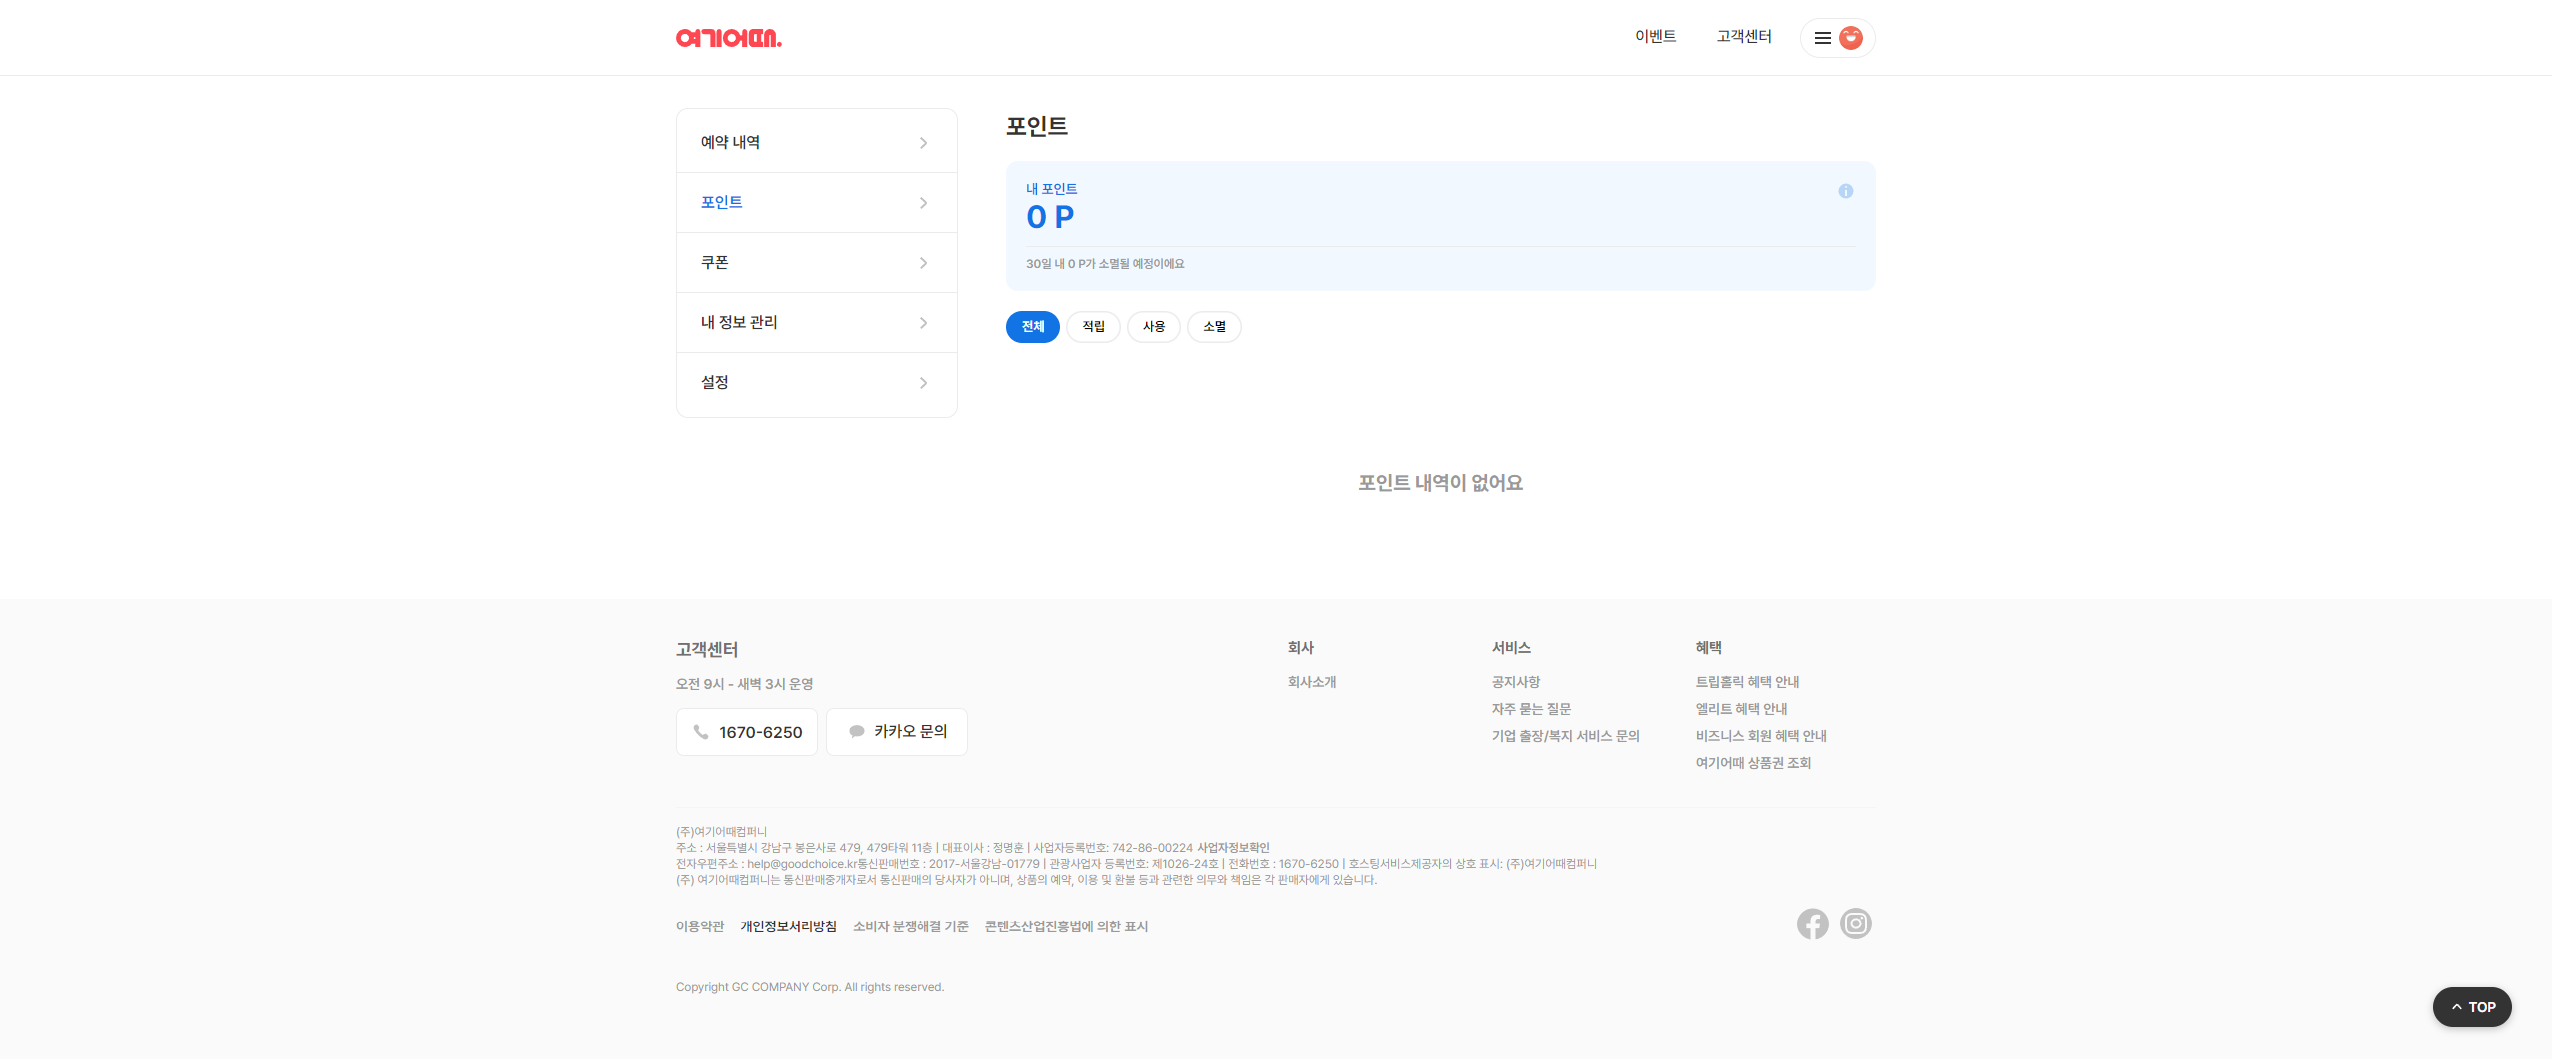 여기어때.
이벤트
고객센터
예약 내역
포인트
쿠폰
내 정보 관리
설정
포인트
내 포인트
0 P
30일 내 0 P가 소멸될 예정이에요
전체
적립
사용
소멸
포인트 내역이 없어요
고객센터
오전 9시 - 새벽 3시 운영
1670-6250
카카오 문의
회사
회사소개
서비스
공지사항
자주 묻는 질문
기업 출장/복지 서비스 문의
혜택
트립홀릭 혜택 안내
엘리트 혜택 안내
비즈니스 회원 혜택 안내
여기어때 상품권 조회
(주)여기어때컴퍼니
주소 : 서울특별시 강남구 봉은사로 479, 479타워 11층 | 대표이사 : 정명훈 | 사업자등록번호: 742-86-00224 사업자정보확인
전자우편주소 : help@goodchoice.kr통신판매번호 : 2017-서울강남-01779 | 관광사업자 등록번호: 제1026-24호 | 전화번호 : 1670-6250 | 호스팅서비스제공자의 상호 표시: (주)여기어때컴퍼니
(주) 여기어때컴퍼니는 통신판매중개자로서 통신판매의 당사자가 아니며, 상품의 예약, 이용 및 환불 등과 관련한 의무와 책임은 각 판매자에게 있습니다.
이용약관
개인정보처리방침
소비자 분쟁해결 기준
콘텐츠산업진흥법에 의한 표시
Copyright GC COMPANY Corp. All rights reserved.
TOP